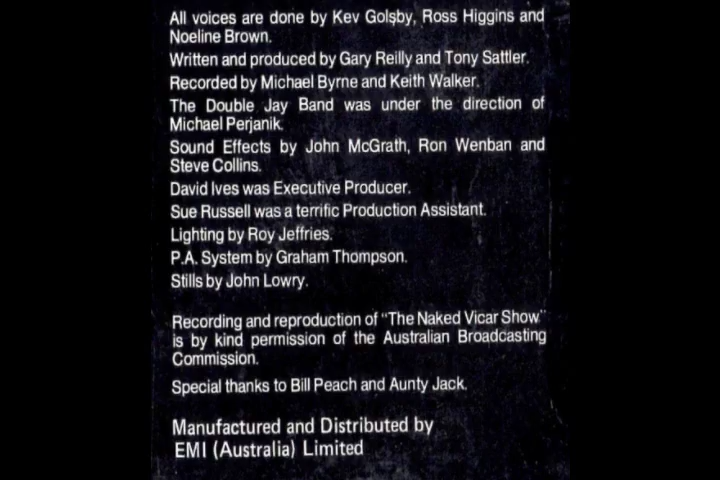 All voices are done by Kev Golsby, Ross Higgins and
Noeline Brown.
Written and produced by Gary Reilly and Tony Sattler.
Recorded by Michael Byrne and Keith Walker.
The Double Jay Band was under the direction of
Michael Perjanik.
Sound Effects by John McGrath, Ron Wenban and
Steve Collins.
David Ives was Executive Producer.
Sue Russell was a terrific Production Assistant.
Lighting by Roy Jeffries.
P.A. System by Graham Thompson.
Stills by John Lowry.
Recording and reproduction of "The Naked Vicar Show"
is by kind permission of the Australian Broadcasting
Commission.
Special thanks to Bill Peach and Aunty Jack.
Manufactured and Distributed by
EMI (Australia) Limited